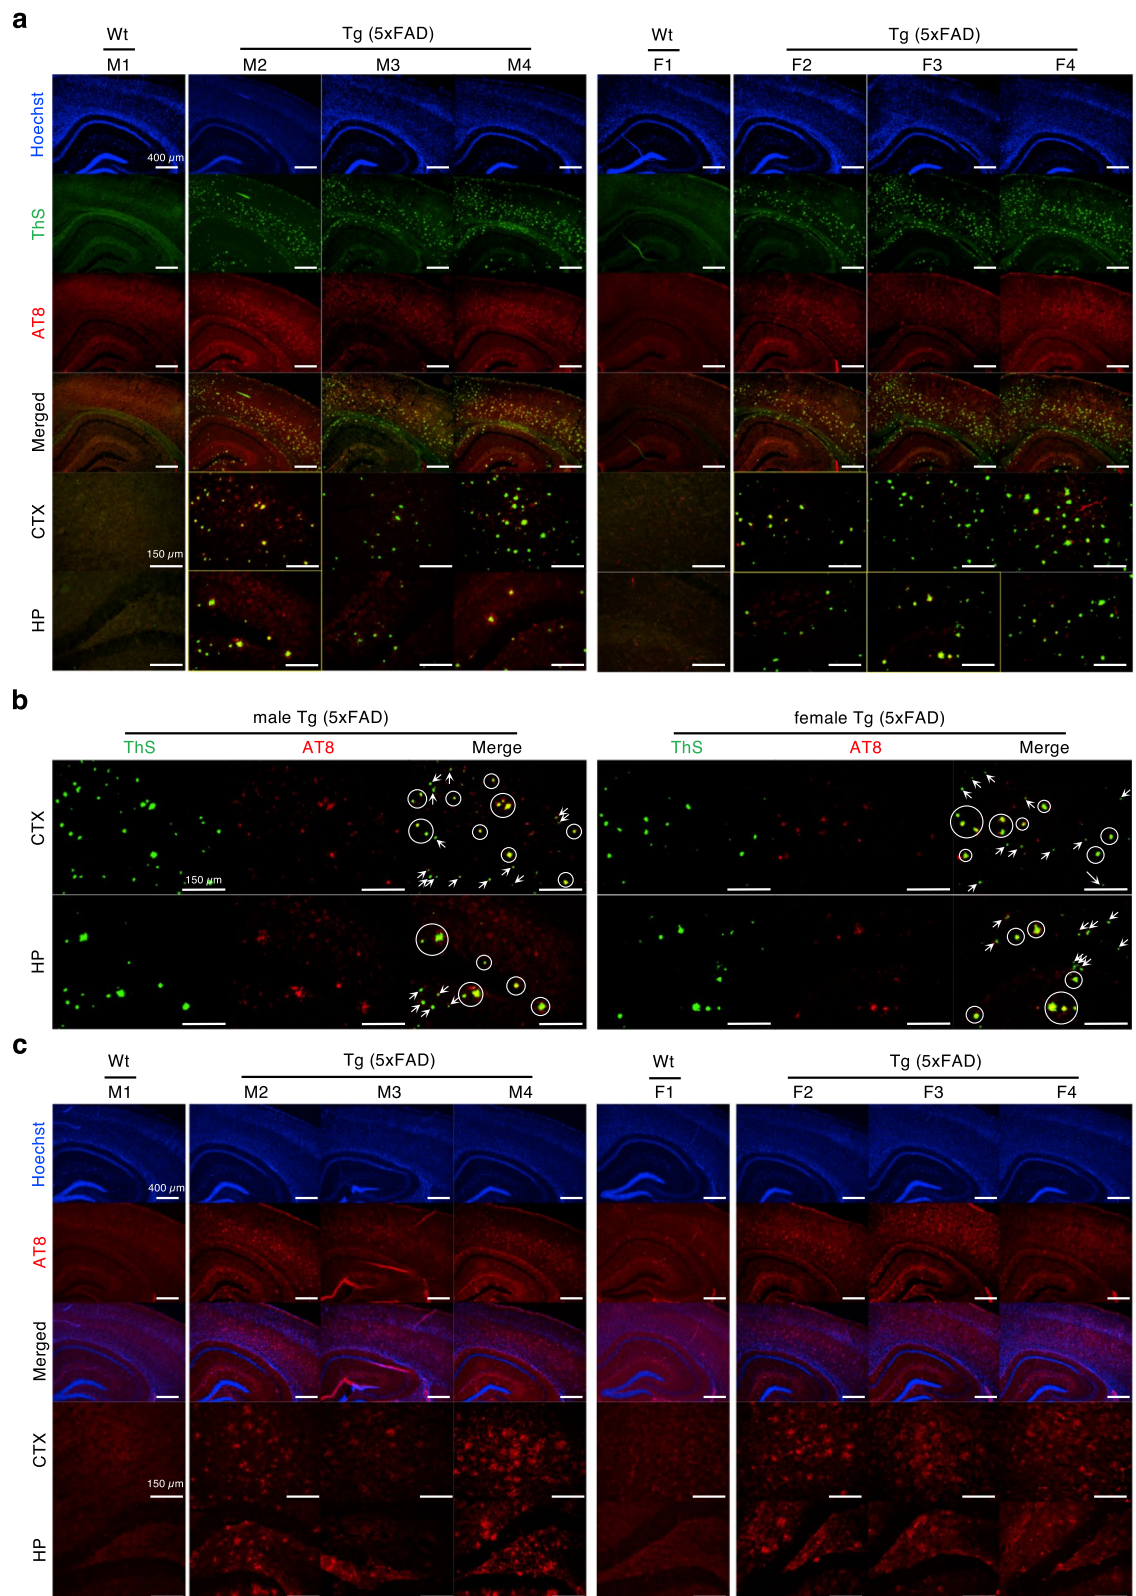 a
Wt Tg (5xFAD) Wt Tg (5xFAD)
M1 M2 M3 M4 F1 F2 F3 F4
Hoechst
400 µm
ThS
AT8
Merged
CTX
150 µm
HP
b
male Tg (5xFAD) female Tg (5xFAD)
ThS AT8 Merge ThS AT8 Merge
CTX
150 µm
HP
c
Wt Tg (5xFAD) Wt Tg (5xFAD)
M1 M2 M3 M4 F1 F2 F3 F4
Hoechst
400 µm
AT8
Merged
CTX
150 µm
HP